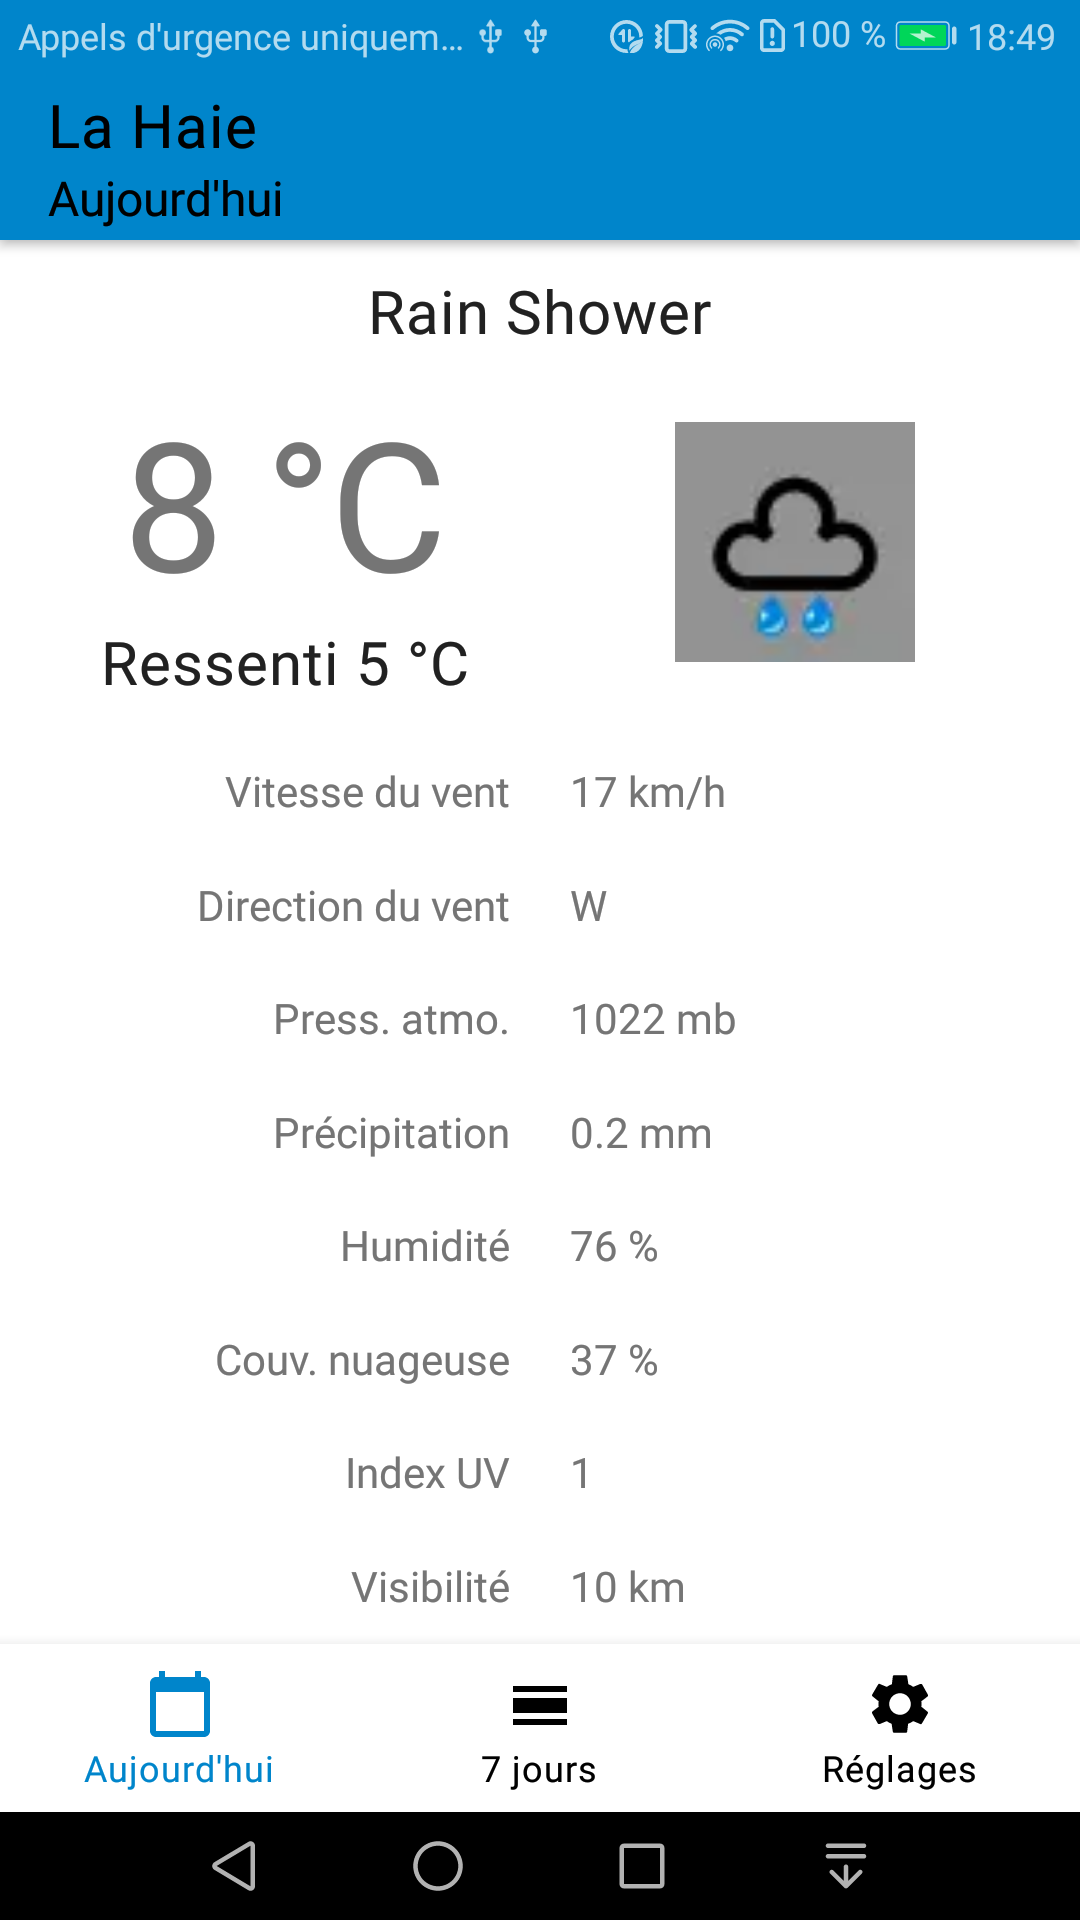 Appels d'urgence uniquem... 100 % 18:49
La Haie
Aujourd'hui
Rain Shower
8 °C
Ressenti 5 °C
Vitesse du vent 17 km/h
Direction du vent W
Press. atmo. 1022 mb
Précipitation 0.2 mm
Humidité 76 %
Couv. nuageuse 37 %
Index UV 1
Visibilité 10 km
Aujourd'hui 7 jours Réglages